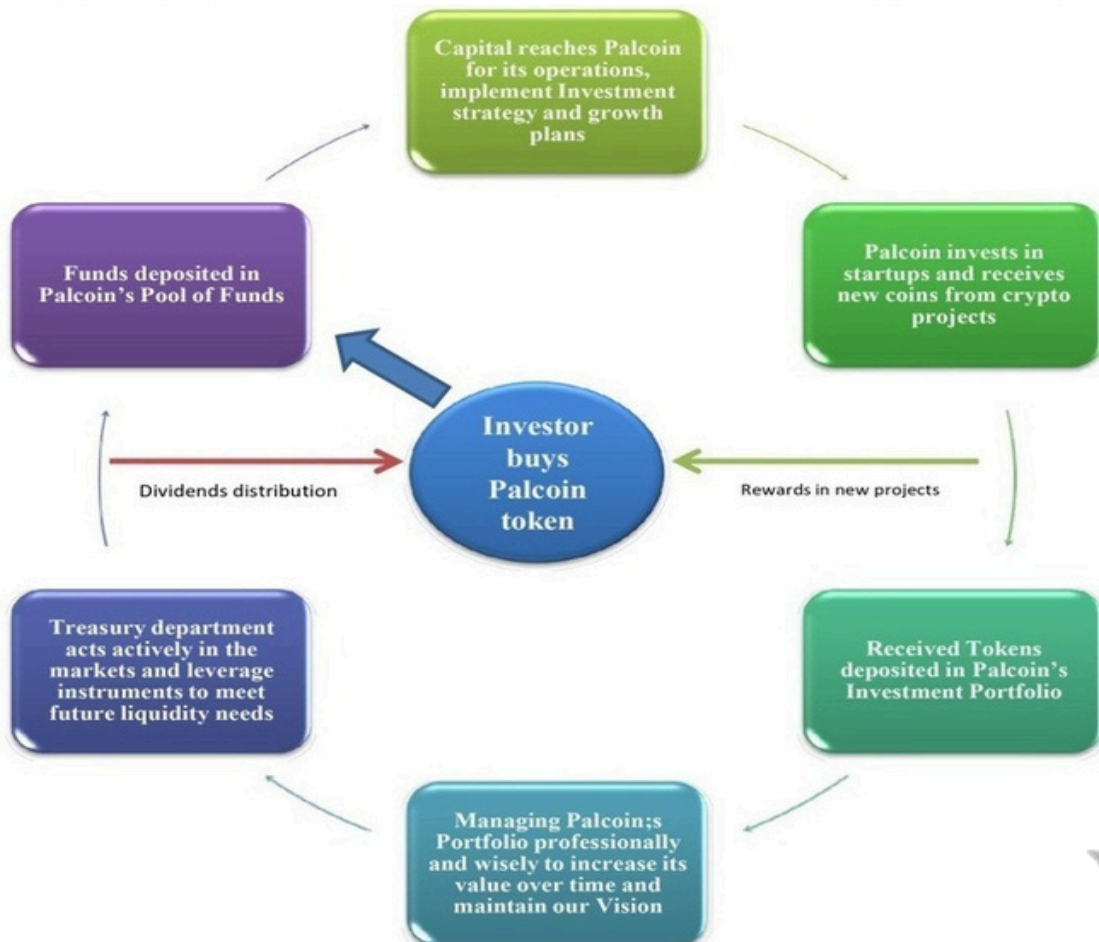 Capital reaches Palcoin
for its operations,
implement Investment
strategy and growth
plans
Funds deposited in
Palcoin's Pool of Funds
Palcoin invests in
startups and receives
new coins from crypto
projects
Investor
buys
Palcoin
token
Dividends distribution
Rewards in new projects
Treasury department
acts actively in the
markets and leverage
instruments to meet
future liquidity needs
Received Tokens
deposited in Palcoin's
Investment Portfolio
Managing Palcoin;s
Portfolio professionally
and wisely to increase its
value over time and
maintain our Vision